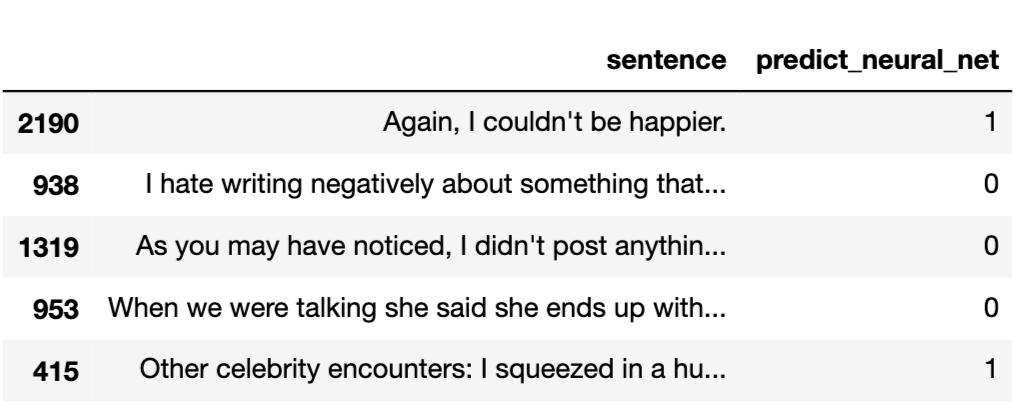 sentence predict_neural_net
2190 Again, I couldn't be happier. 1
938 I hate writing negatively about something that... 0
1319 As you may have noticed, I didn't post anythin... 0
953 When we were talking she said she ends up with... 0
415 Other celebrity encounters: I squeezed in a hu... 1